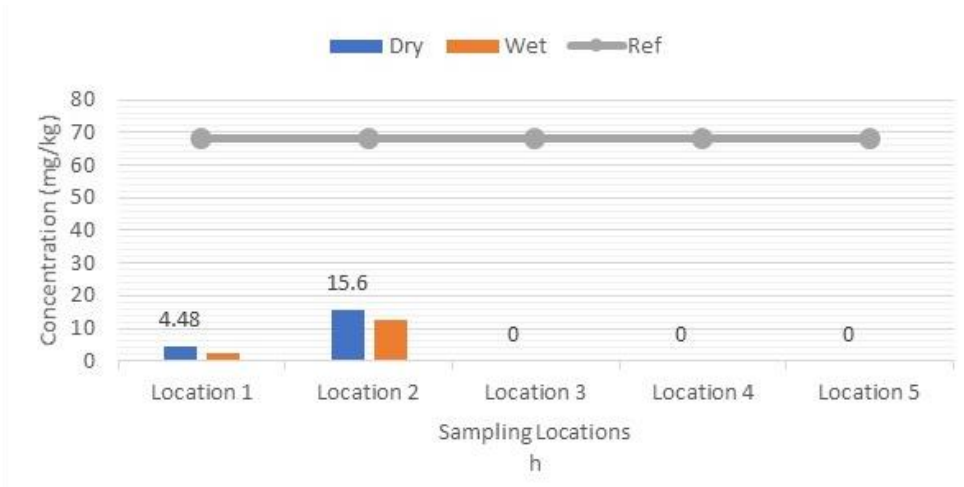 Dry Wet Ref
Concentration (mg/kg)
80
70
60
50
40
30
20
10
0
4.48
15.6
0
0
0
Location 1 Location 2 Location 3 Location 4 Location 5
Sampling Locations
h